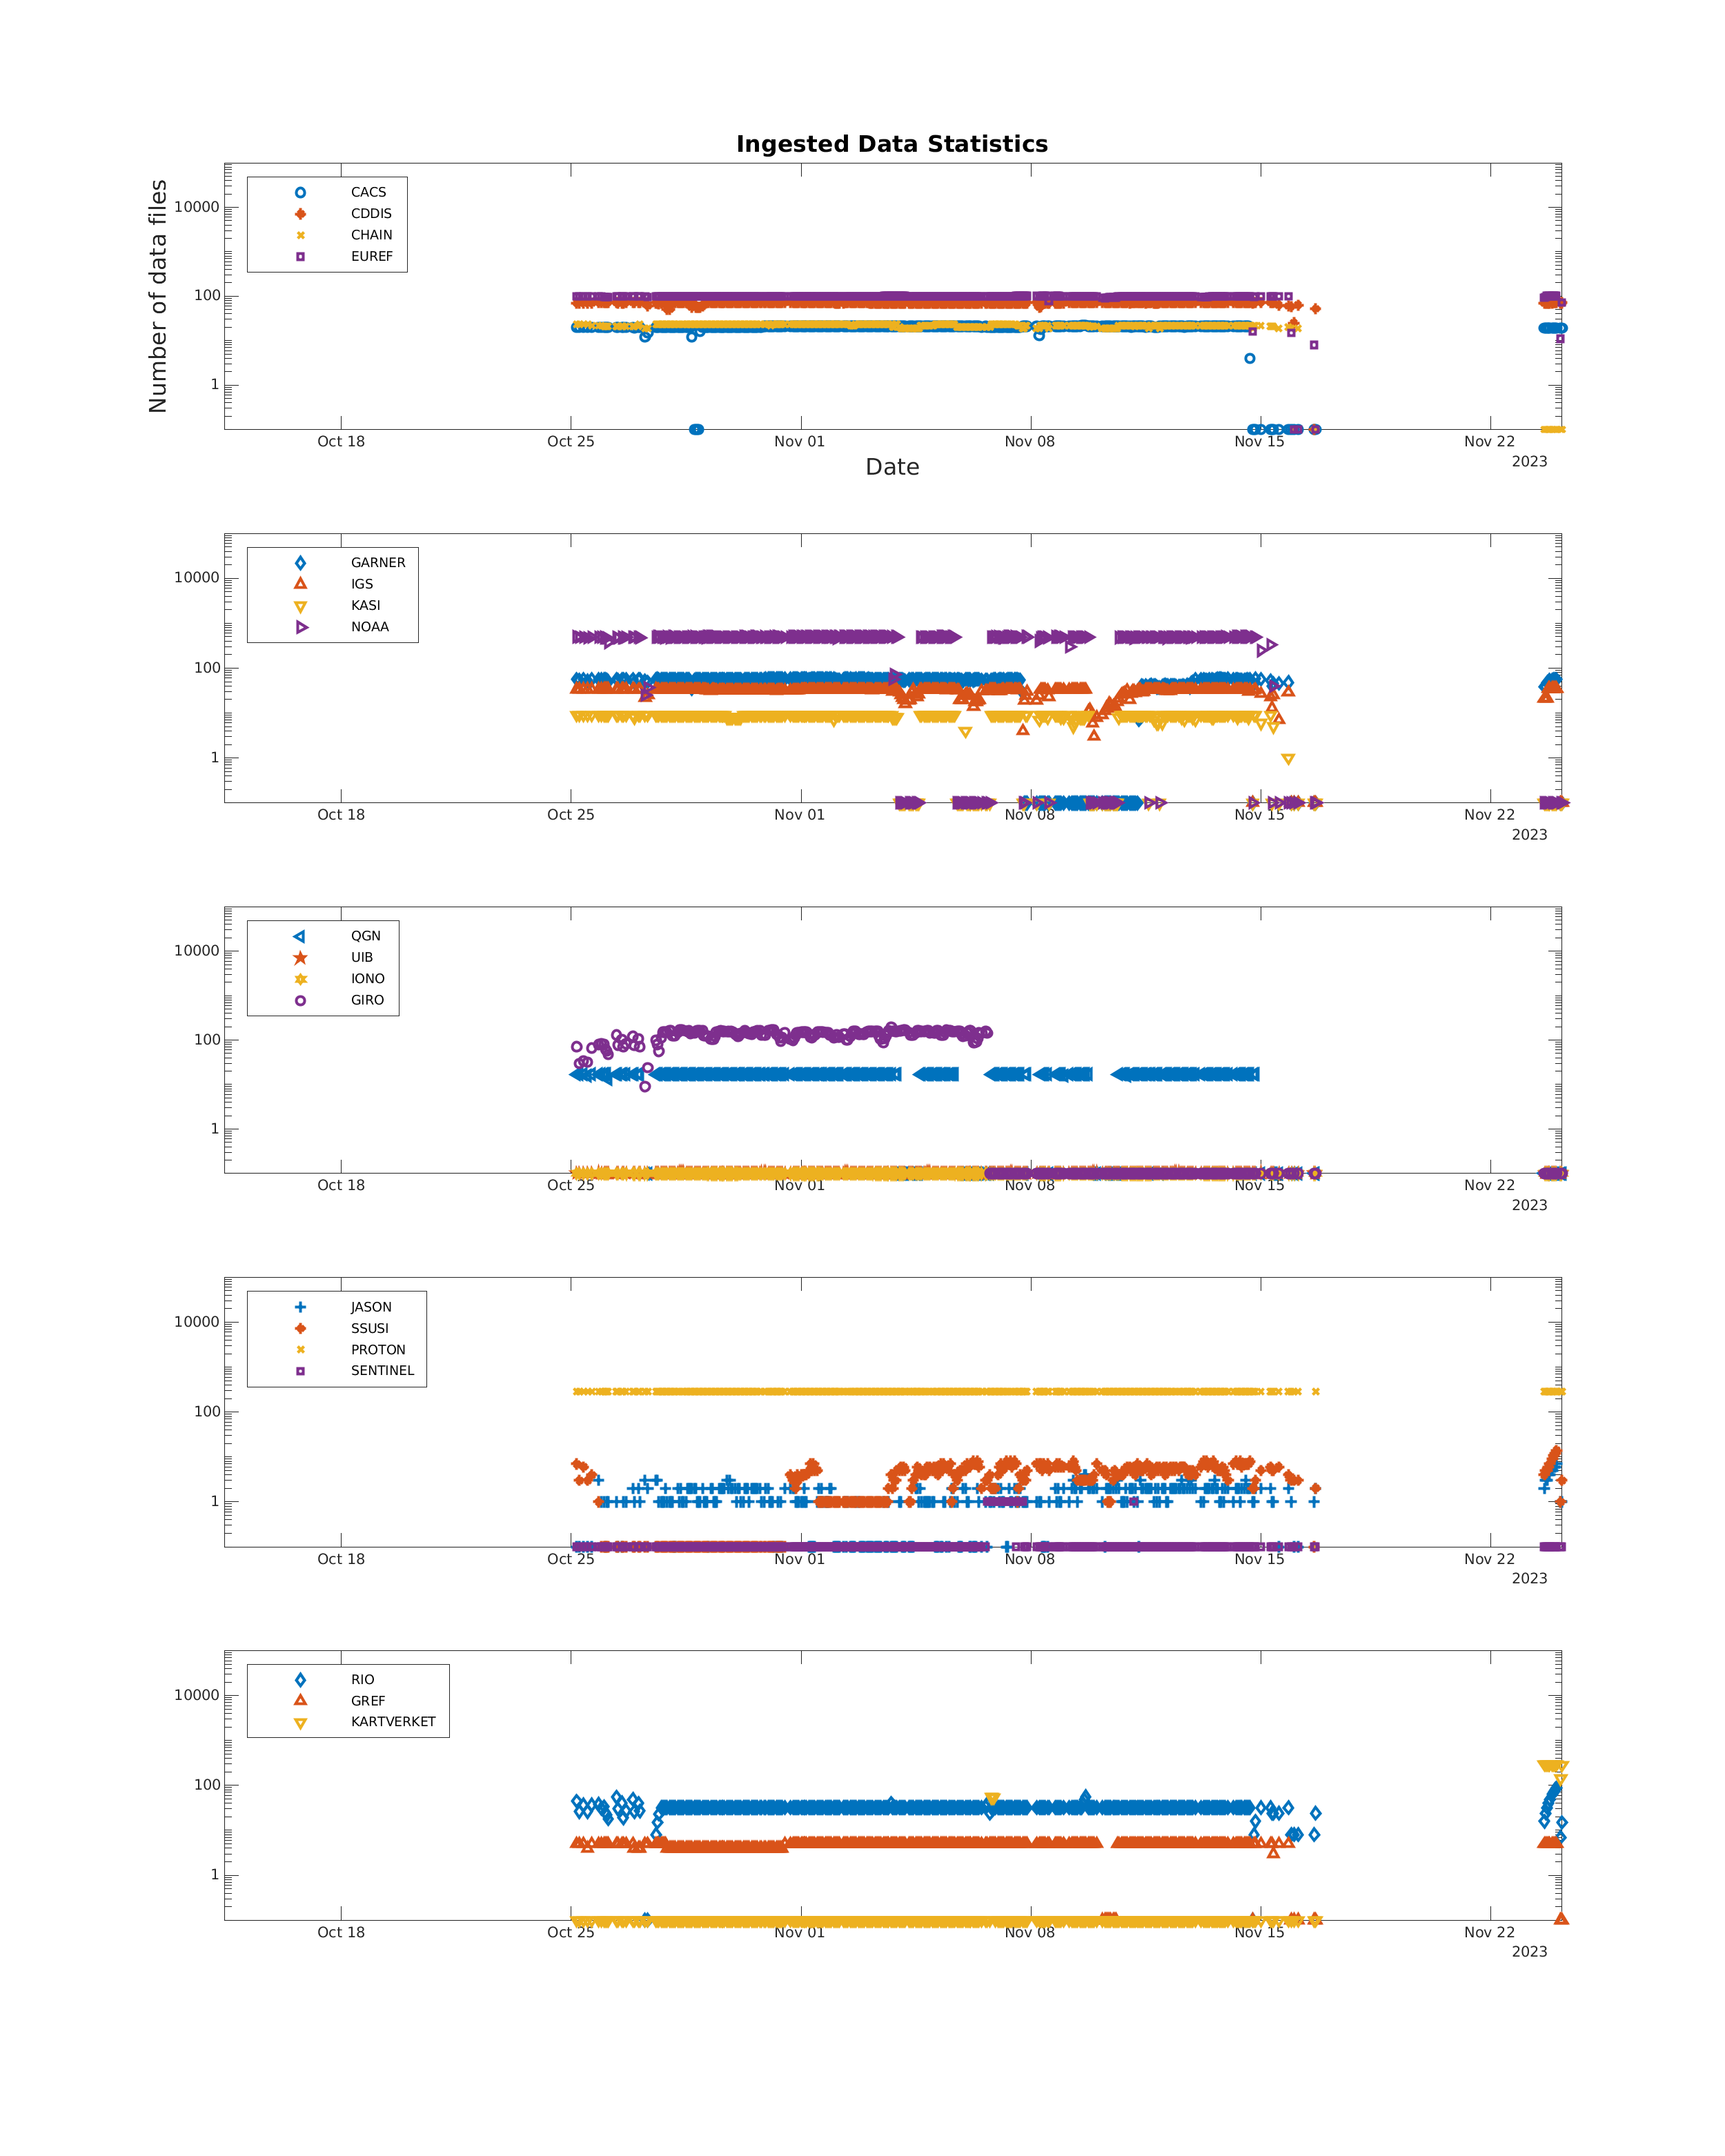 Ingested Data Statistics
Number of data files
10000
100
1
CACS
CDDIS
CHAIN
EUREF
Oct 18 Oct 25 Nov 01 Nov 08 Nov 15 Nov 22
2023
Date
10000
100
1
GARNER
IGS
KASI
NOAA
Oct 18 Oct 25 Nov 01 Nov 08 Nov 15 Nov 22
2023
10000
100
1
QGN
UIB
IONO
GIRO
Oct 18 Oct 25 Nov 01 Nov 08 Nov 15 Nov 22
2023
10000
100
1
JASON
SSUSI
PROTON
SENTINEL
Oct 18 Oct 25 Nov 01 Nov 08 Nov 15 Nov 22
2023
10000
100
1
RIO
GREF
KARTVERKET
Oct 18 Oct 25 Nov 01 Nov 08 Nov 15 Nov 22
2023